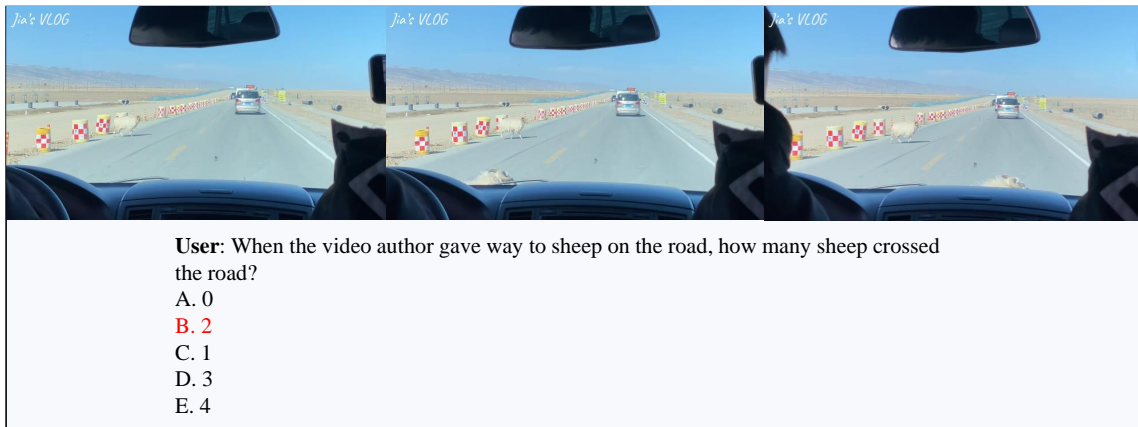 Jia's VLOG
Jia's VLOG
Jia's VLOG
User: When the video author gave way to sheep on the road, how many sheep crossed
the road?
A. 0
B. 2
C. 1
D. 3
E. 4